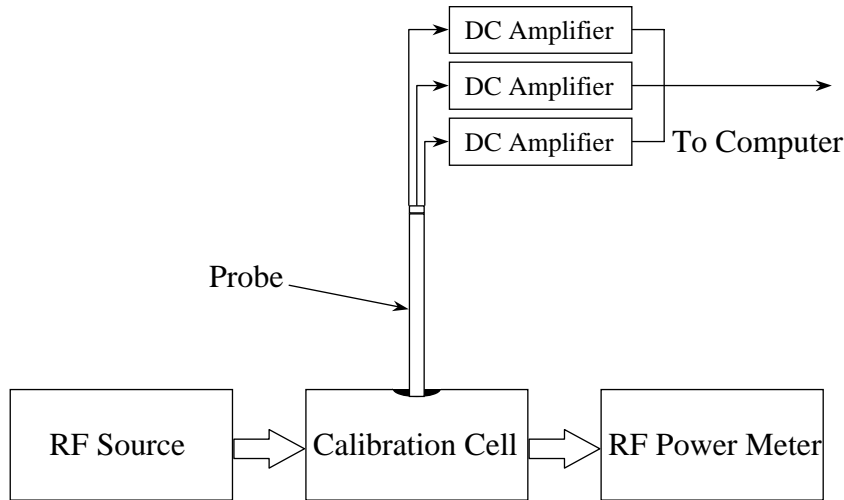 DC Amplifier
DC Amplifier
DC Amplifier
To Computer
Probe
RF Source
Calibration Cell
RF Power Meter